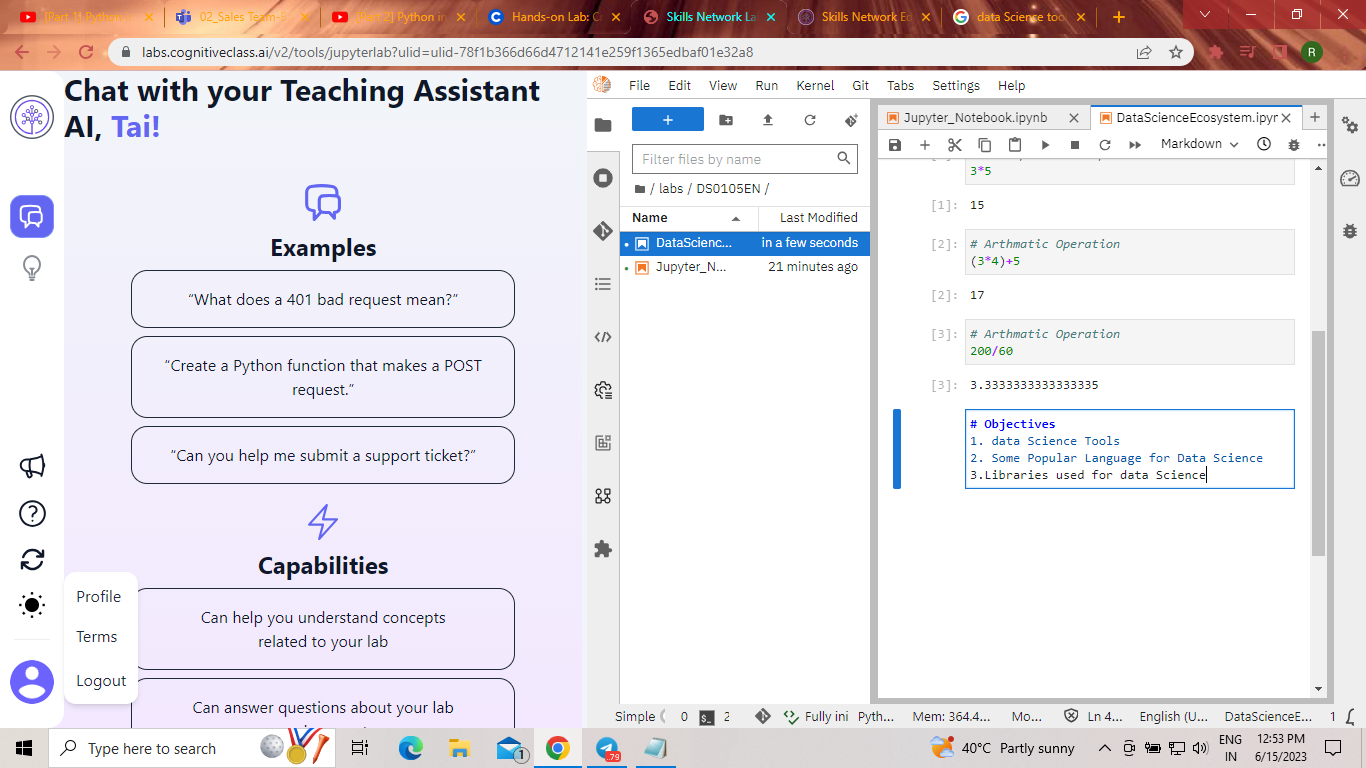 [Part 1] Python i
02_Sales Team-B
[Part 2] Python in
Hands-on Lab: C
Skills Network La
Skills Network Ed
data Science too
labs.cognitiveclass.ai/v2/tools/jupyterlab?ulid=ulid-78f1b366d66d4712141e259f1365edbaf01e32a8
R
Chat with your Teaching Assistant
AI, Tai!
Examples
“What does a 401 bad request mean?”
“Create a Python function that makes a POST
request.”
“Can you help me submit a support ticket?”
Capabilities
Can help you understand concepts
related to your lab
Can answer questions about your lab
Profile
Terms
Logout
File Edit View Run Kernel Git Tabs Settings Help
Filter files by name
/ labs / DS0105EN /
Name Last Modified
DataScienc... in a few seconds
Jupyter_N... 21 minutes ago
Jupyter_Notebook.ipynb
DataScienceEcosystem.ipyn
Markdown
3*5
[1]: 15
[2]: # Arthmatic Operation
(3*4)+5
[2]: 17
[3]: # Arthmatic Operation
200/60
[3]: 3.3333333333333335
# Objectives
1. data Science Tools
2. Some Popular Language for Data Science
3.Libraries used for data Science
Simple 0 2 Fully ini Pyth... Mem: 364.4... Mo... Ln 4... English (U... DataScienceE... 1
Type here to search
1
.79
40°C Partly sunny
ENG
IN
12:53 PM
6/15/2023